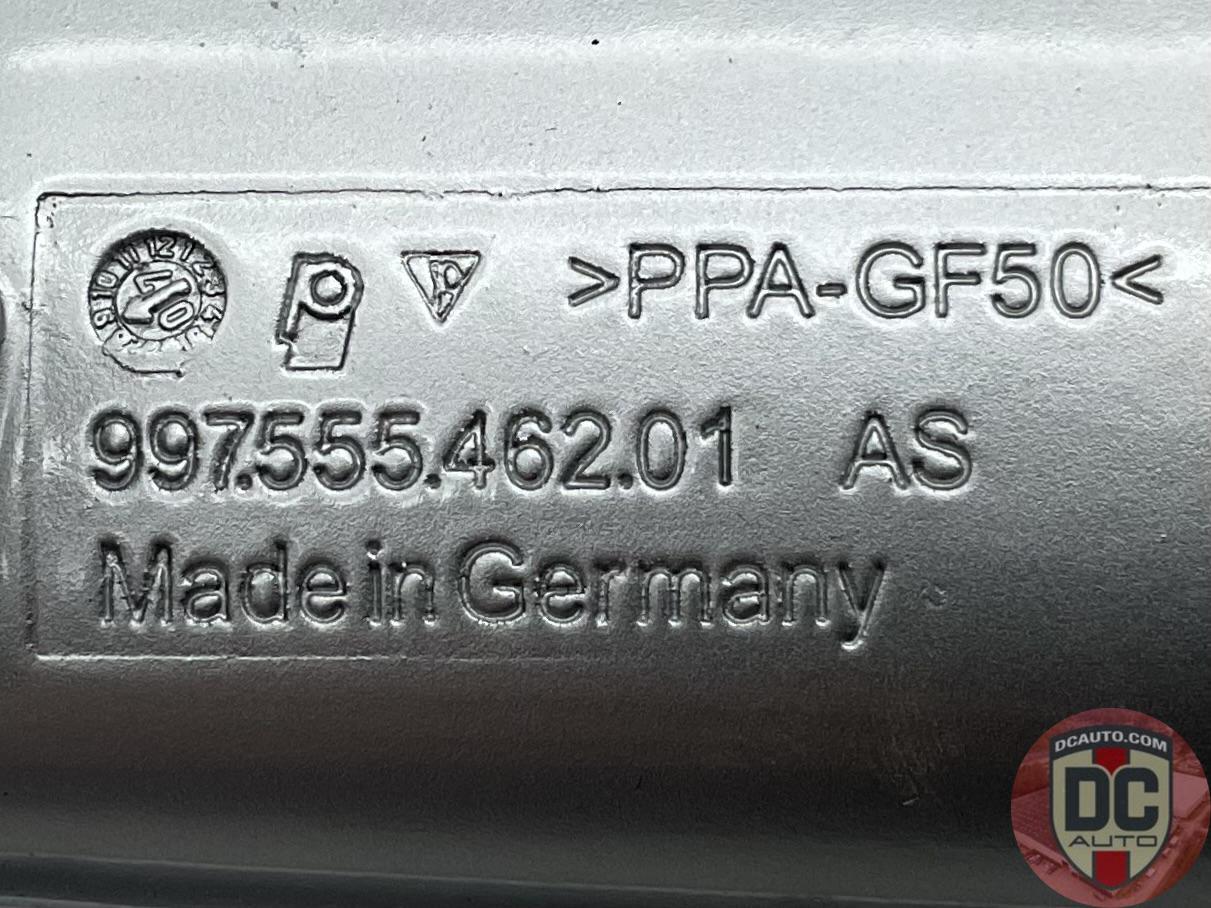 >PPA-GF50<
997.555.462.01 AS
Made in Germany
DCAUTO.COM
DC
AUTO